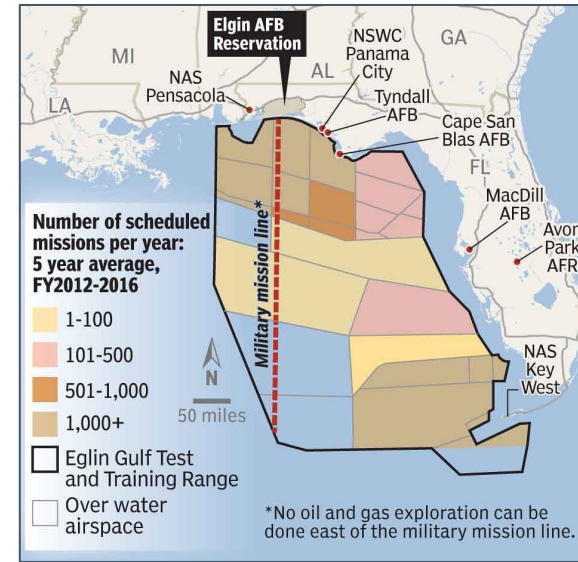 Elgin AFB
Reservation
NSWC
Panama
City
GA
MI
AL
NAS
Pensacola
Tyndall
AFB
LA
Cape San
Blas AFB
FL
MacDill
AFB
Avon
Park
AFR
Number of scheduled
missions per year:
5 year average,
FY2012-2016
Military mission line*
1-100
101-500
501-1,000
1,000+
N
50 miles
NAS
Key
West
Eglin Gulf Test
and Training Range
Over water
airspace
*No oil and gas exploration can be
done east of the military mission line.